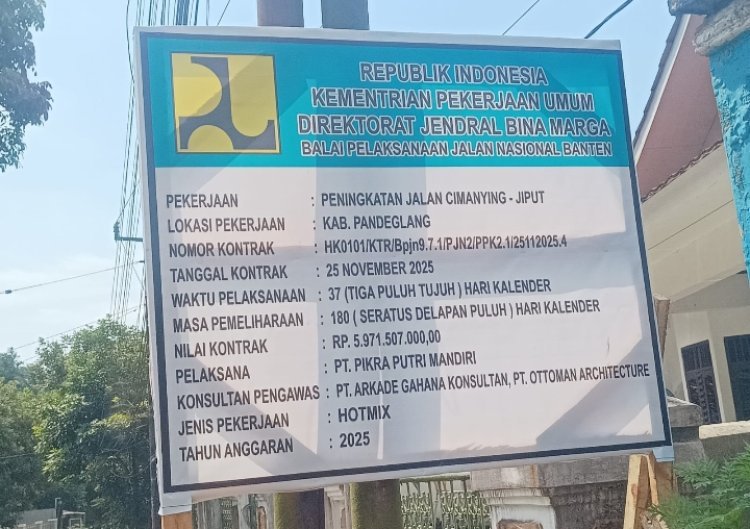 REPUBLIK INDONESIA
KEMENTRIAN PEKERJAAN UMUM
DIREKTORAT JENDRAL BINA MARGA
BALAI PELAKSANAAN JALAN NASIONAL BANTEN
PEKERJAAN : PENINGKATAN JALAN CIMANYING - JIPUT
LOKASI PEKERJAAN : KAB. PANDEGLANG
NOMOR KONTRAK : HK0101/KTR/Bpjn9.7.1/PJN2/PPK2.1/25112025.4
TANGGAL KONTRAK : 25 NOVEMBER 2025
WAKTU PELAKSANAAN : 37 (TIGA PULUH TUJUH ) HARI KALENDER
MASA PEMELIHARAAN : 180 ( SERATUS DELAPAN PULUH ) HARI KALENDER
NILAI KONTRAK : RP. 5.971.507.000,00
PELAKSANA : PT. PIKRA PUTRI MANDIRI
KONSULTAN PENGAWAS : PT. ARKADE GAHANA KONSULTAN, PT. OTTOMAN ARCHITECTURE
JENIS PEKERJAAN : HOTMIX
TAHUN ANGGARAN : 2025